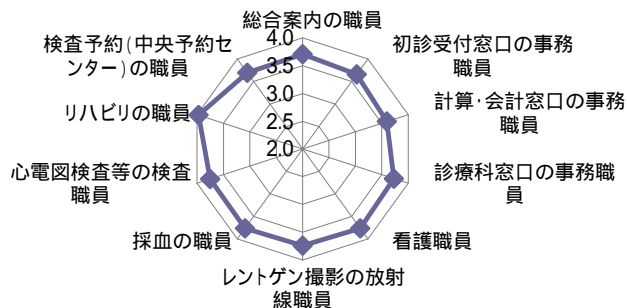 総合案内の職員
初診受付窓口の事務
職員
計算・会計窓口の事務
職員
診療科窓口の事務職
員
看護職員
レントゲン撮影の放射
線職員
採血の職員
心電図検査等の検査
職員
リハビリの職員
検査予約(中央予約セ
ンター)の職員
4.0
3.5
3.0
2.5
2.0